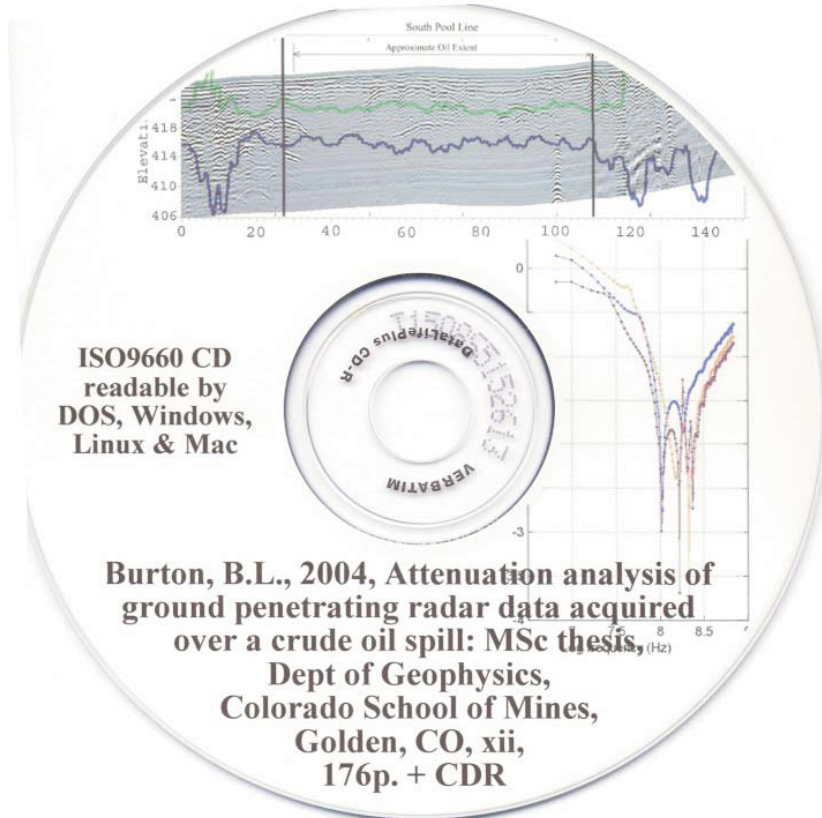 South Pool Line
Approximate Oil Extent
418
414
410
406
0 20 40 60 80 100 120 140
0
-3
-4
8 8.5
(Hz)
ISO9660 CD
readable by
DOS, Windows,
Linux & Mac
DataLifePlus CD-R
VERBATIM
Burton, B.L., 2004, Attenuation analysis of
ground penetrating radar data acquired
over a crude oil spill: MSc thesis,
Dept of Geophysics,
Colorado School of Mines,
Golden, CO, xii,
176p. + CDR